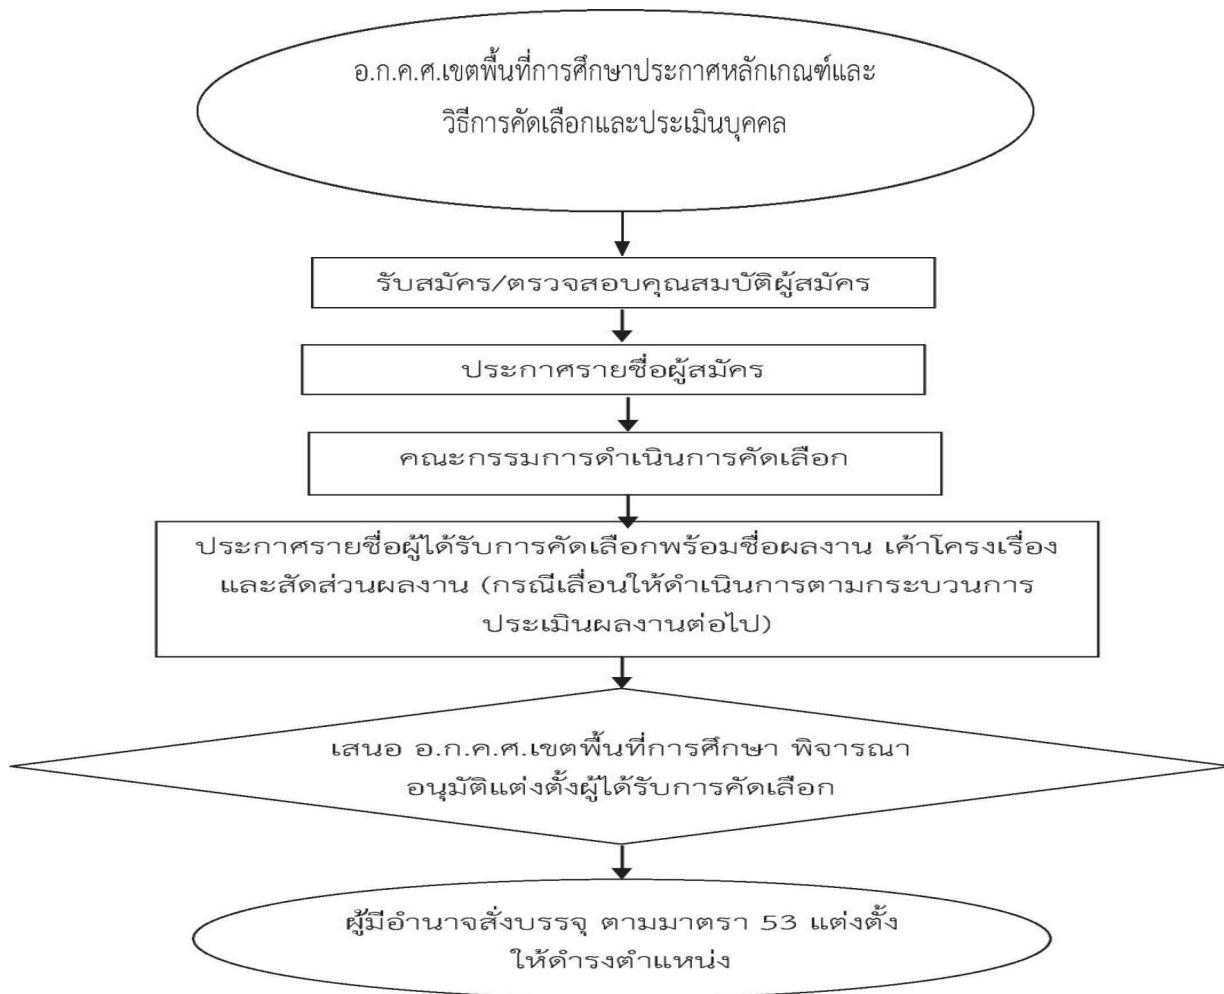 อ.ก.ค.ศ.เขตพื้นที่การศึกษาประกาศหลักเกณฑ์และ
วิธีการคัดเลือกและประเมินบุคคล
รับสมัคร/ตรวจสอบคุณสมบัติผู้สมัคร
ประกาศรายชื่อผู้สมัคร
คณะกรรมการดำเนินการคัดเลือก
ประกาศรายชื่อผู้ได้รับการคัดเลือกพร้อมชื่อผลงาน เค้าโครงเรื่อง
และสัดส่วนผลงาน (กรณีเลื่อนให้ดำเนินการตามกระบวนการ
ประเมินผลงานต่อไป)
เสนอ อ.ก.ค.ศ.เขตพื้นที่การศึกษา พิจารณา
อนุมัติแต่งตั้งผู้ได้รับการคัดเลือก
ผู้มีอำนาจสั่งบรรจุ ตามมาตรา 53 แต่งตั้ง
ให้ดำรงตำแหน่ง